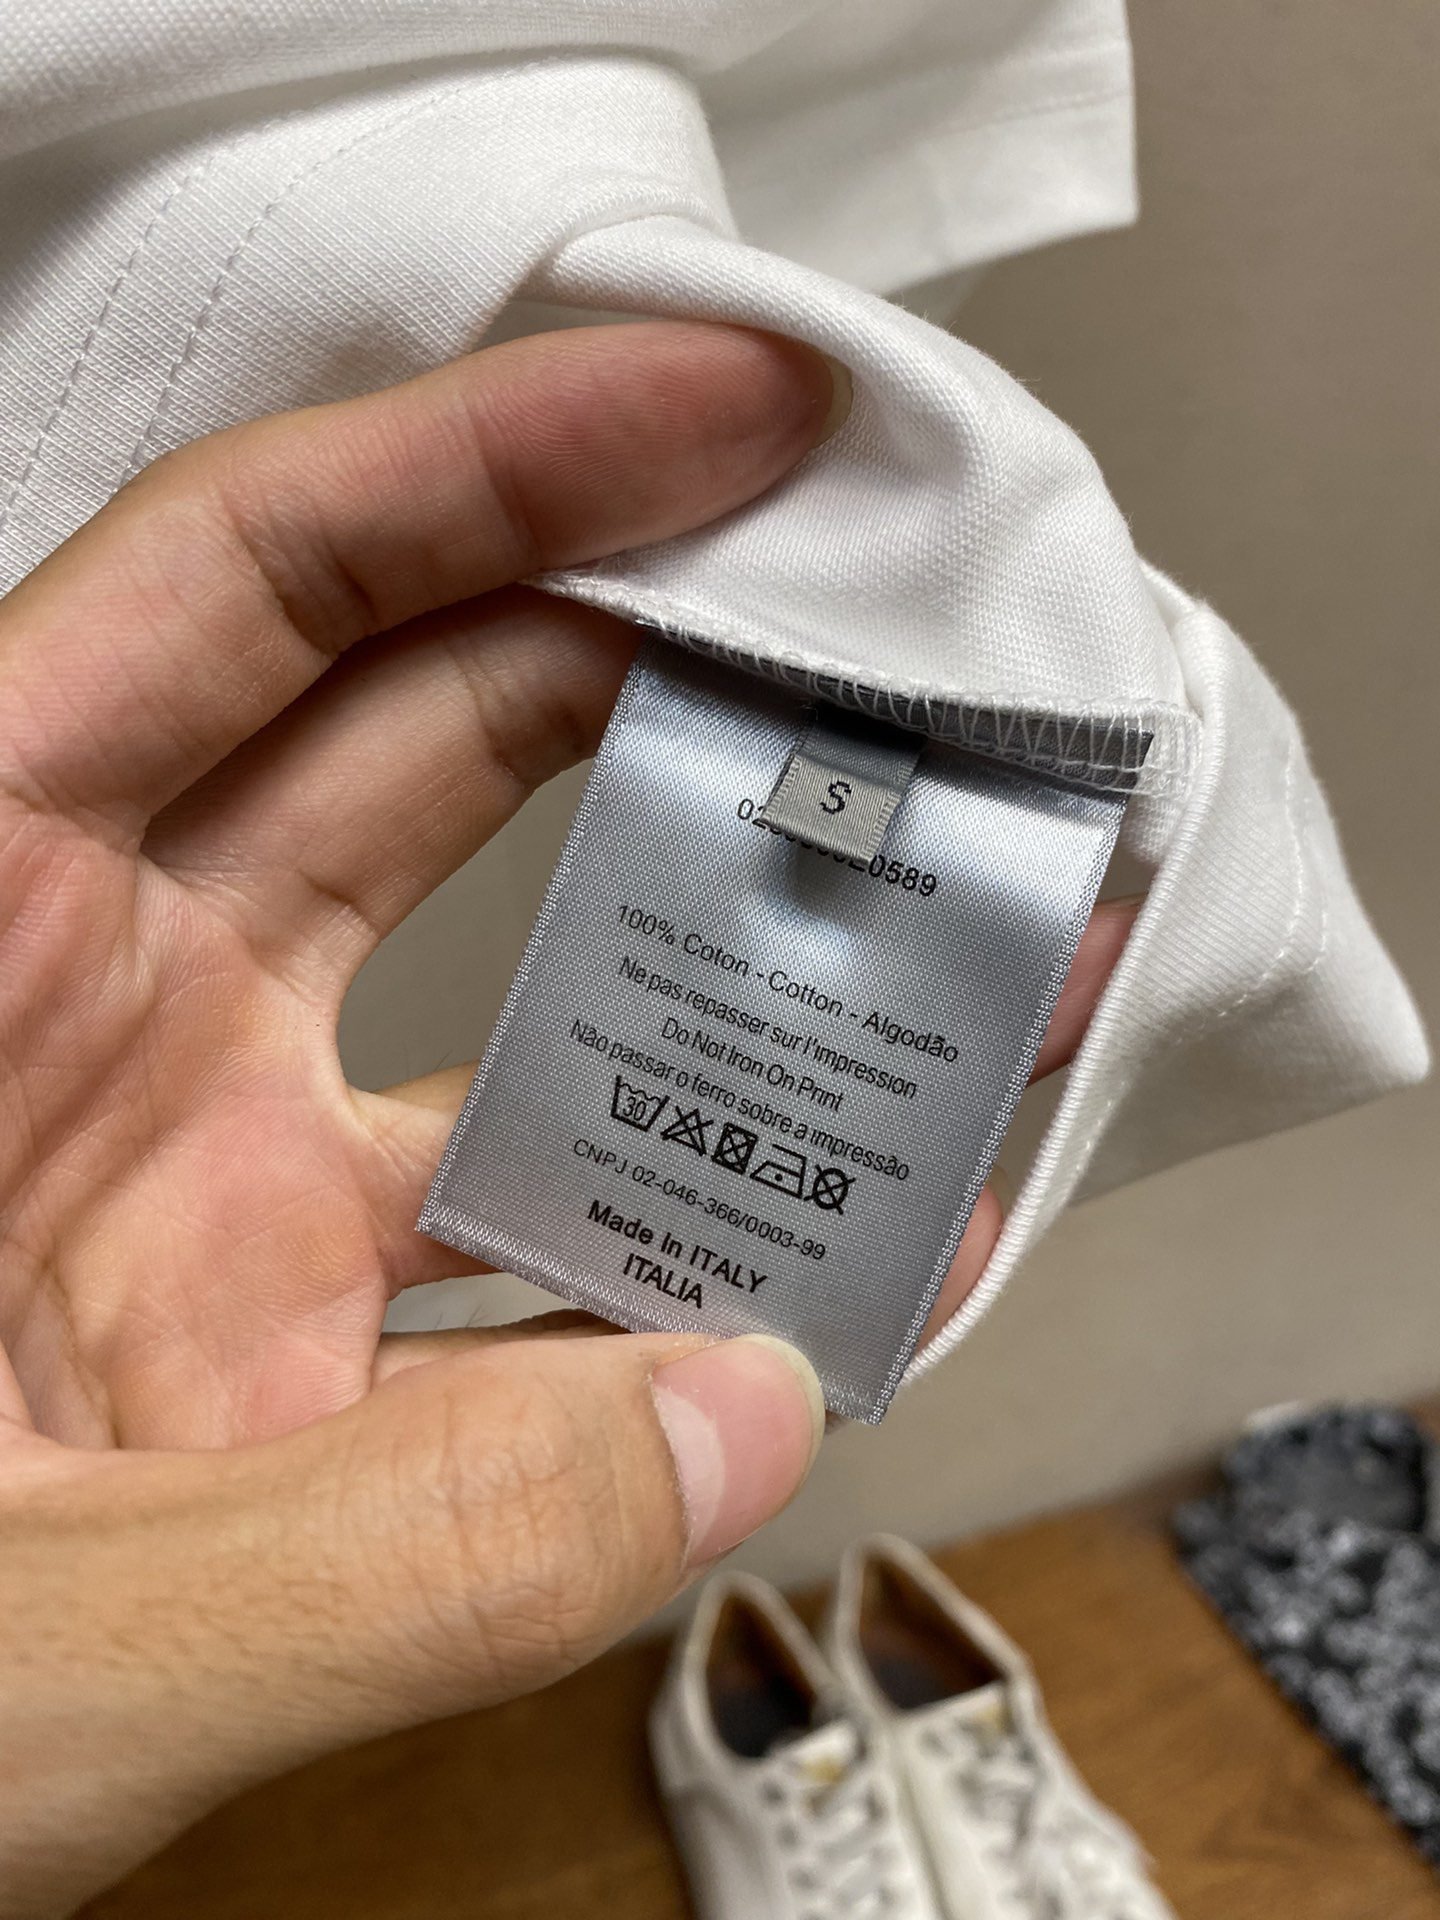 S
100% Coton - Cotton - Algodão
Ne pas repasser sur l'impression
Do Not Iron On Print
Não passar o ferro sobre a impressão
30
CNPJ 02-046-366/0003-99
Made In ITALY
ITALIA